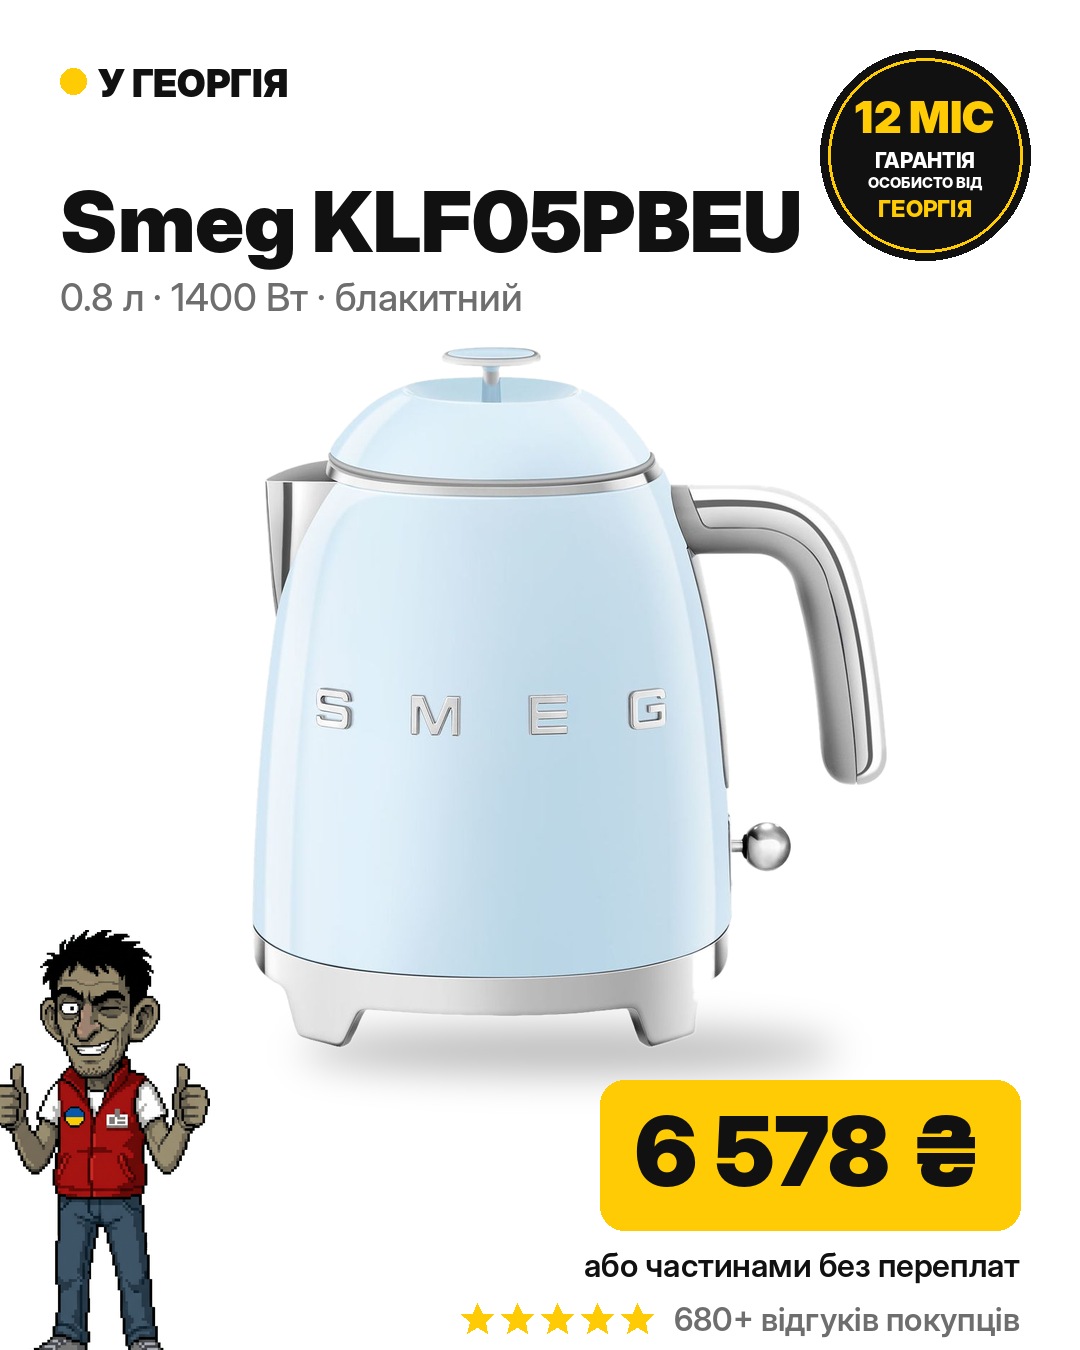 У ГЕОРГІЯ
12 МІС
ГАРАНТІЯ
ОСОБИСТО ВІД
ГЕОРГІЯ
Smeg KLF05PBEU
0.8 л · 1400 Вт · блакитний
SMEG
6 578 ₴
або частинами без переплат
680+ відгуків покупців